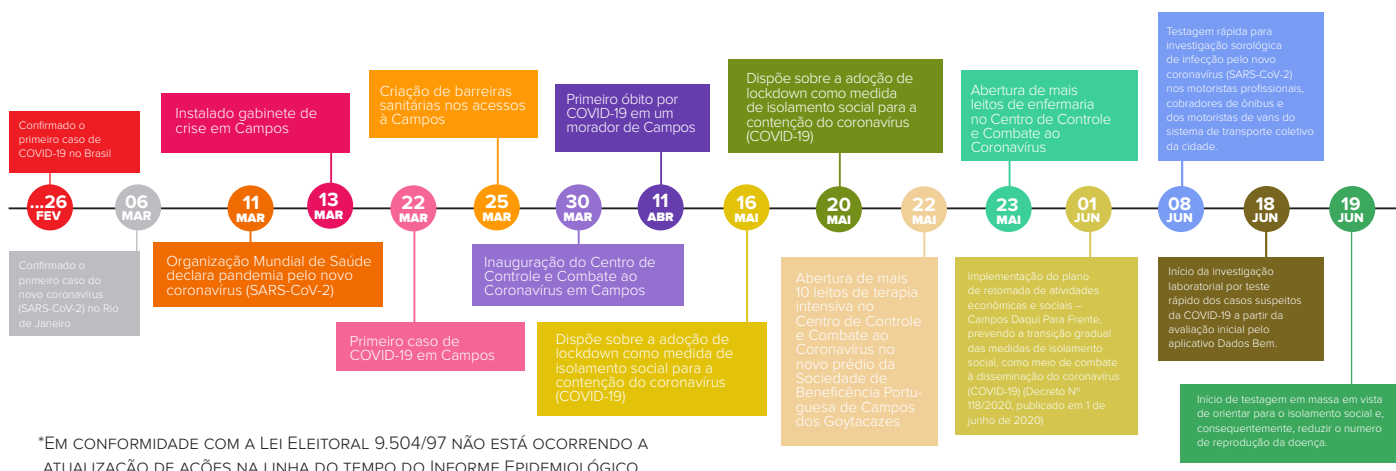 Confirmado o
primeiro caso de
COVID-19 no Brasil
...26
FEV
06
MAR
Confirmado o
primeiro caso do
novo coronavírus
(SARS-CoV-2) no Rio
de Janeiro
11
MAR
Organização Mundial de Saúde
declara pandemia pelo novo
coronavírus (SARS-CoV-2)
Instalado gabinete de
crise em Campos
13
MAR
22
MAR
Primeiro caso de
COVID-19 em Campos
Criação de barreiras
sanitárias nos acessos
à Campos
25
MAR
30
MAR
Inauguração do Centro de
Controle e Combate ao
Coronavírus em Campos
Primeiro óbito por
COVID-19 em um
morador de Campos
11
ABR
16
MAI
Dispõe sobre a adoção de
lockdown como medida de
isolamento social para a
contenção do coronavírus
(COVID-19)
Dispõe sobre a adoção de
lockdown como medida
de isolamento social para a
contenção do coronavírus
(COVID-19)
20
MAI
22
MAI
Abertura de mais
10 leitos de terapia
intensiva no
Centro de Controle
e Combate ao
Coronavírus no
novo prédio da
Sociedade de
Beneficência Portu-
guesa de Campos
dos Goytacazes
Abertura de mais
leitos de enfermaria
no Centro de Controle
e Combate ao
Coronavírus
23
MAI
01
JUN
Implementação do plano
de retomada de atividades
econômicas e sociais –
Campos Daqui Para Frente,
prevendo a transição gradual
das medidas de isolamento
social, como meio de combate
à disseminação do coronavírus
(COVID-19) (Decreto Nº
118/2020, publicado em 1 de
junho de 2020)
Testagem rápida para
investigação sorológica
de infecção pelo novo
coronavírus (SARS-CoV-2)
nos motoristas profissionais,
cobradores de ônibus e
dos motoristas de vans do
sistema de transporte coletivo
da cidade.
08
JUN
18
JUN
Início da investigação
laboratorial por teste
rápido dos casos suspeitos
da COVID-19 a partir da
avaliação inicial pelo
aplicativo Dados Bem.
19
JUN
Início de testagem em massa em vista
de orientar para o isolamento social e,
consequentemente, reduzir o numero
de reprodução da doença.
*EM CONFORMIDADE COM A LEI ELEITORAL 9.504/97 NÃO ESTÁ OCORRENDO A
ATUALIZAÇÃO DE AÇÕES NA LINHA DO TEMPO DO INFORME EPIDEMIOLÓGICO